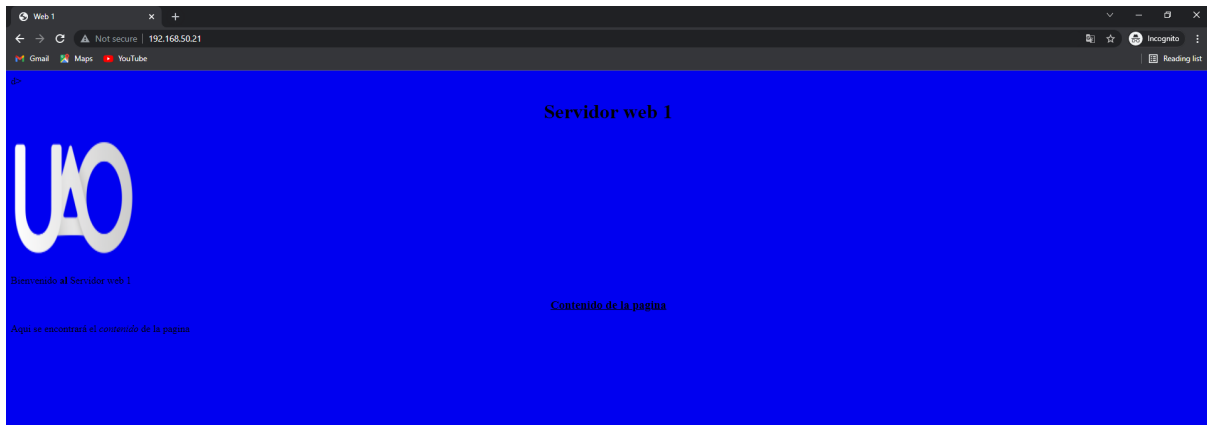 Web 1
Not secure | 192.168.50.21
Incognito
Gmail Maps YouTube
Reading list
Servidor web 1
UAO
Bienvenido al Servidor web 1
Contenido de la pagina
Aqui se encuentra el contenido de la pagina